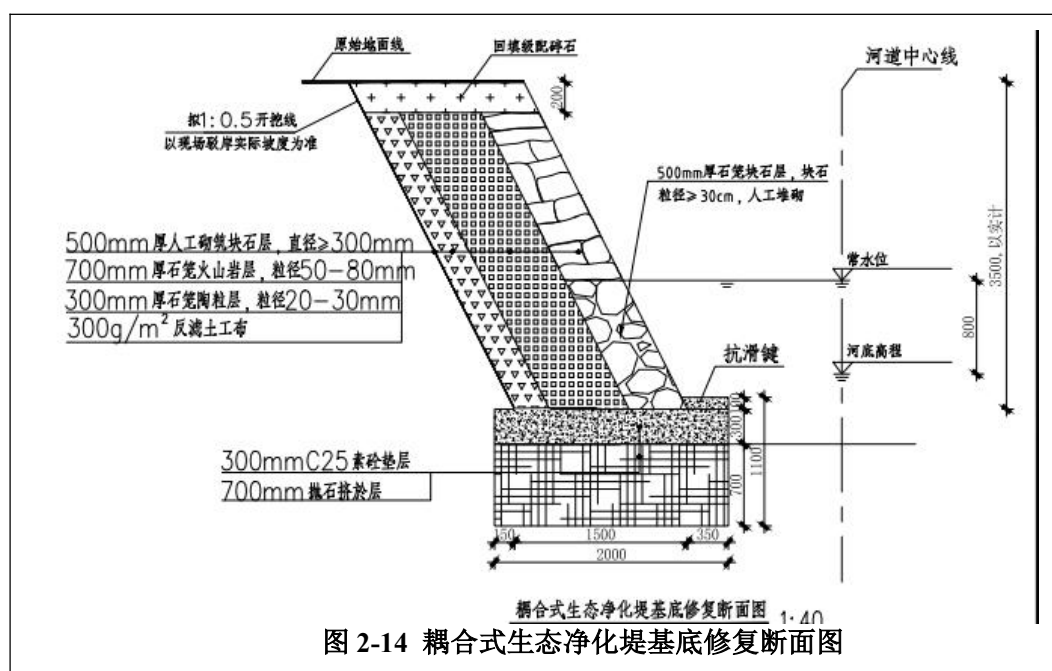 原始地面线
回填级配碎石
河道中心线
200
拟1:0.5开挖线
以现场驳岸实际坡度为准
500mm厚石笼块石层，块石
粒径≥30cm，人工堆砌
500mm厚人工砌筑块石层，直径≥300mm
700mm厚石笼火山岩层，粒径50-80mm
300mm厚石笼陶粒层，粒径20-30mm
300g/m²反滤土工布
3500,以实计
常水位
800
河底高程
抗滑键
100
300
1100
700
300mmC25素砼垫层
700mm抛石挤於层
150
1500
350
2000
耦合式生态净化堤基底修复断面图 1:40
图 2-14 耦合式生态净化堤基底修复断面图